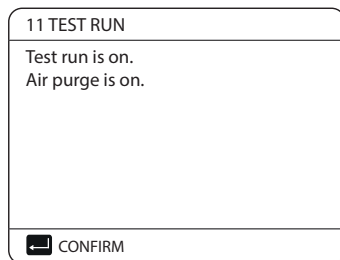 11 TEST RUN
Test run is on.
Air purge is on.
CONFIRM